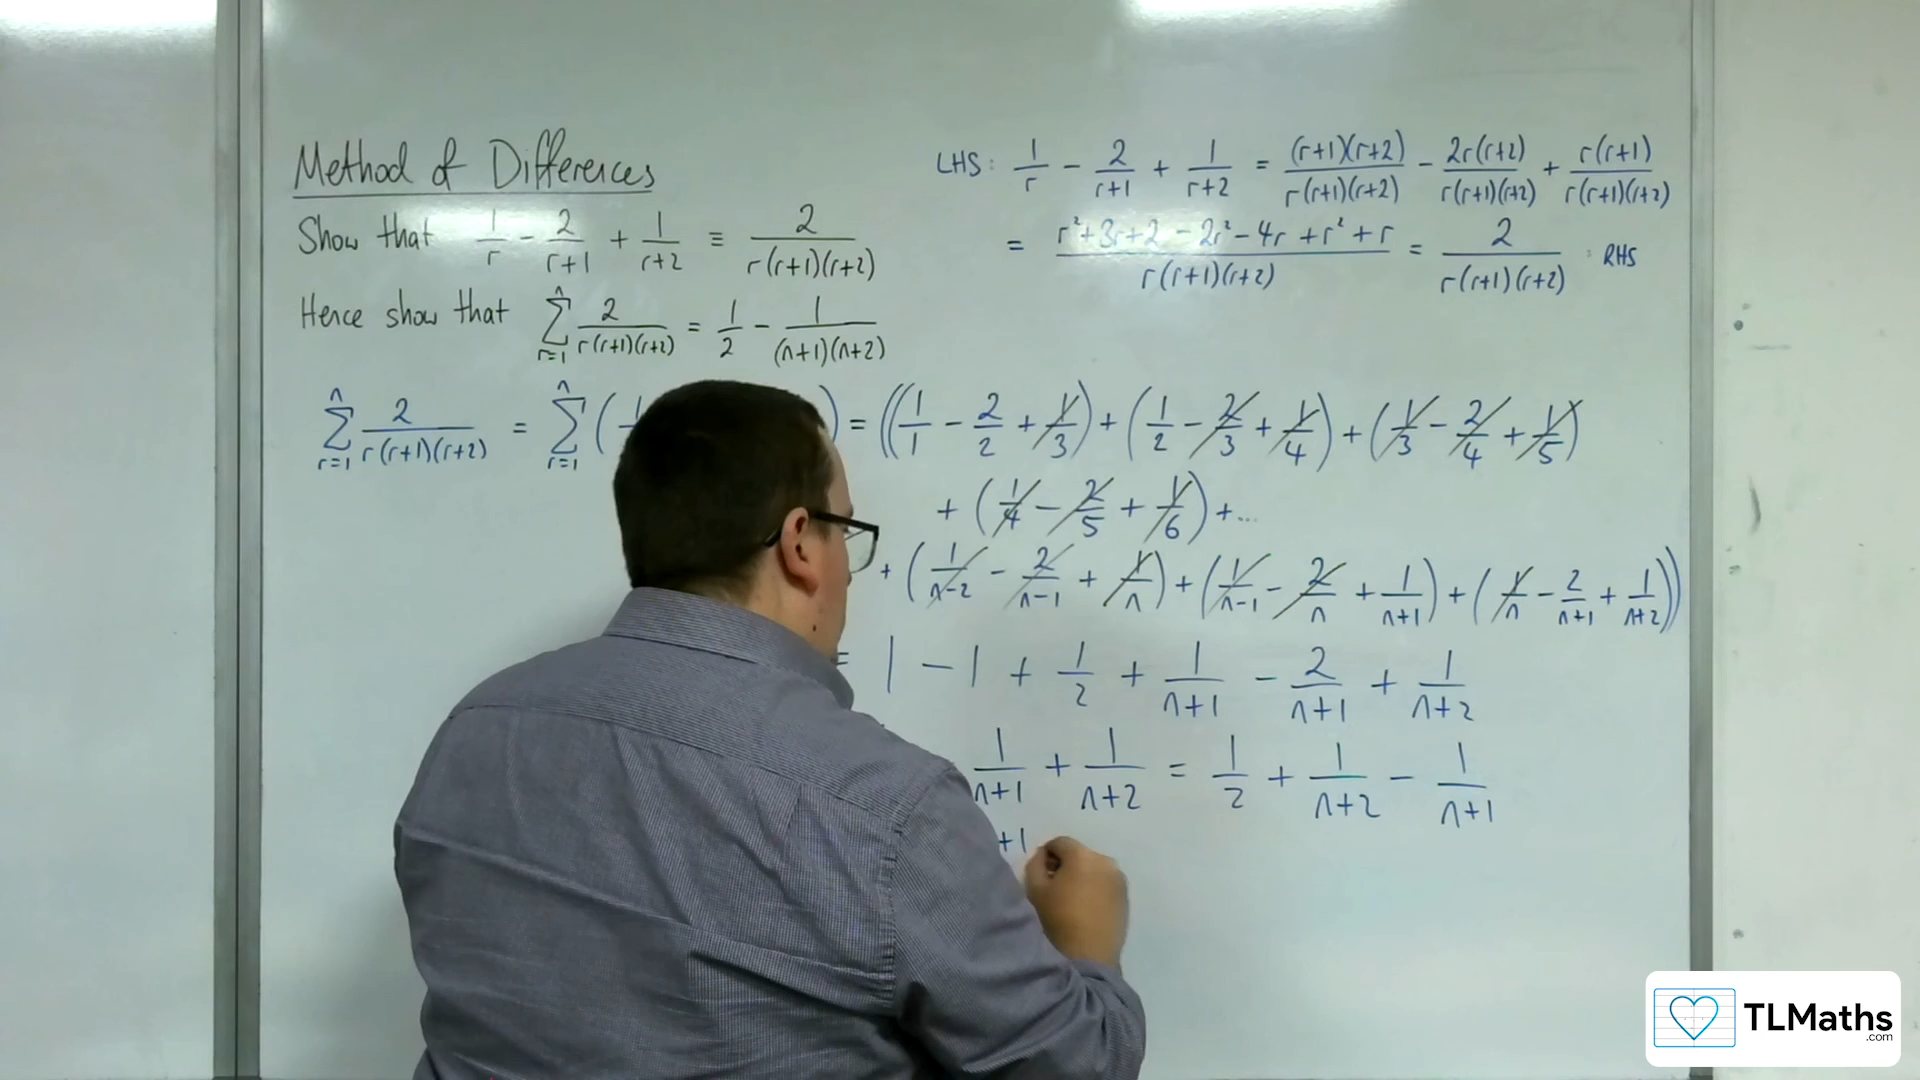 Method of Differences
Show that 1/r - 2/(r+1) + 1/(r+2) ≡ 2/(r(r+1)(r+2))
Hence show that Σ_{r=1}^{n} 2/(r(r+1)(r+2)) = 1/2 - 1/((n+1)(n+2))
LHS: 1/r - 2/(r+1) + 1/(r+2) = (r+1)(r+2)/(r(r+1)(r+2)) - 2r(r+2)/(r(r+1)(r+2)) + r(r+1)/(r(r+1)(r+2))
= (r²+3r+2-2r²-4r+r²+r)/(r(r+1)(r+2)) = 2/(r(r+1)(r+2)) : RHS
Σ_{r=1}^{n} 2/(r(r+1)(r+2)) = Σ_{r=1}^{n} ( ) = ((1/1 - 2/2 + 1/3) + (1/2 - 2/3 + 1/4) + (1/3 - 2/4 + 1/5)
+ (1/4 - 2/5 + 1/6) + ...
+ (1/(n-2) - 2/(n-1) + 1/n) + (1/(n-1) - 2/n + 1/(n+1)) + (1/n - 2/(n+1) + 1/(n+2)))
= 1 - 1 + 1/2 + 1/(n+1) - 2/(n+1) + 1/(n+2)
1/(n+1) + 1/(n+2) = 1/2 + 1/(n+2) - 1/(n+1)
+1
TLMaths
.com